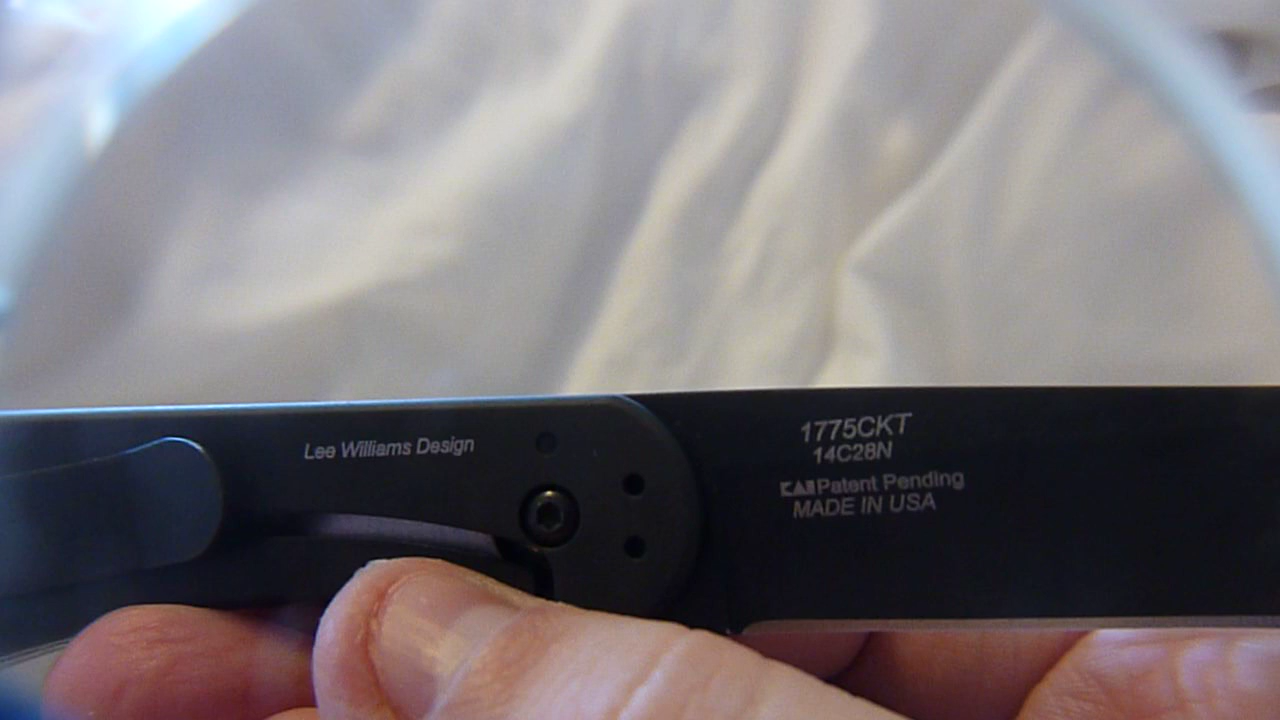 Lee Williams Design
1775CKT
14C28N
KAI Patent Pending
MADE IN USA